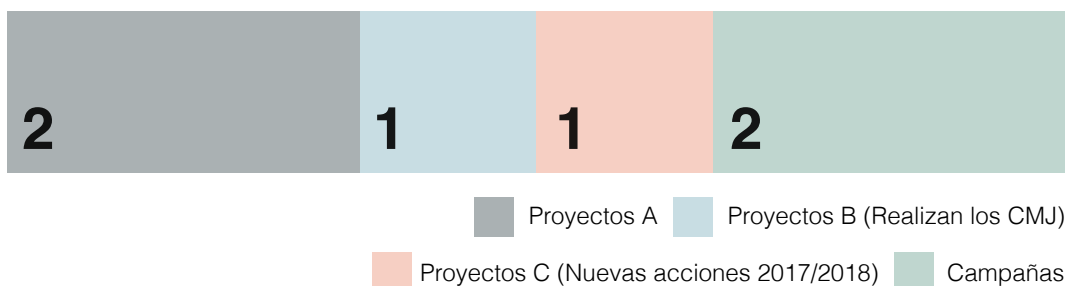 2 1 1 2
Proyectos A Proyectos B (Realizan los CMJ)
Proyectos C (Nuevas acciones 2017/2018) Campañas